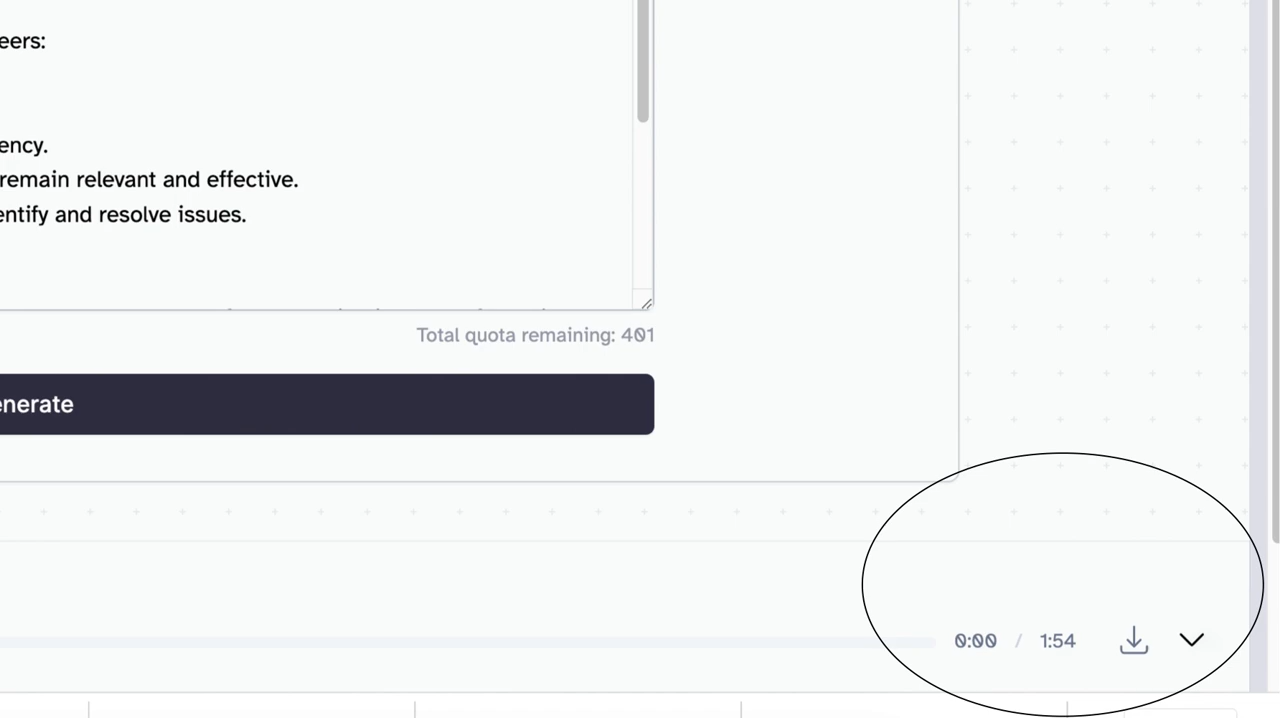 eers:
ency.
remain relevant and effective.
entify and resolve issues.
Total quota remaining: 401
enerate
0:00 / 1:54